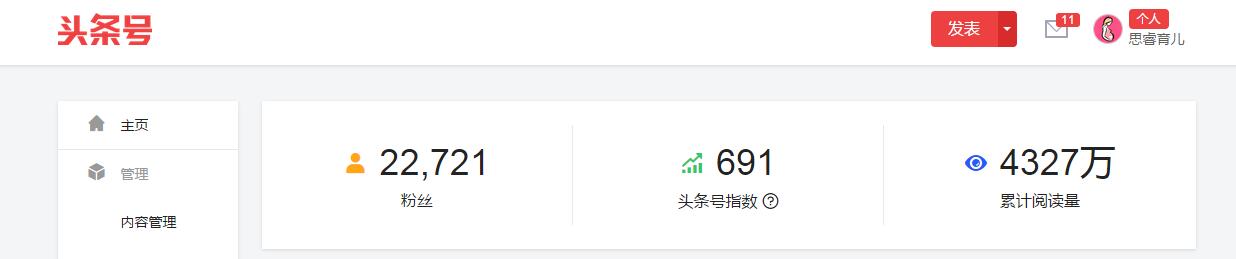 头条号
发表
11
个人
思睿育儿
主页
管理
内容管理
22,721
粉丝
691
头条号指数 ?
4327万
累计阅读量